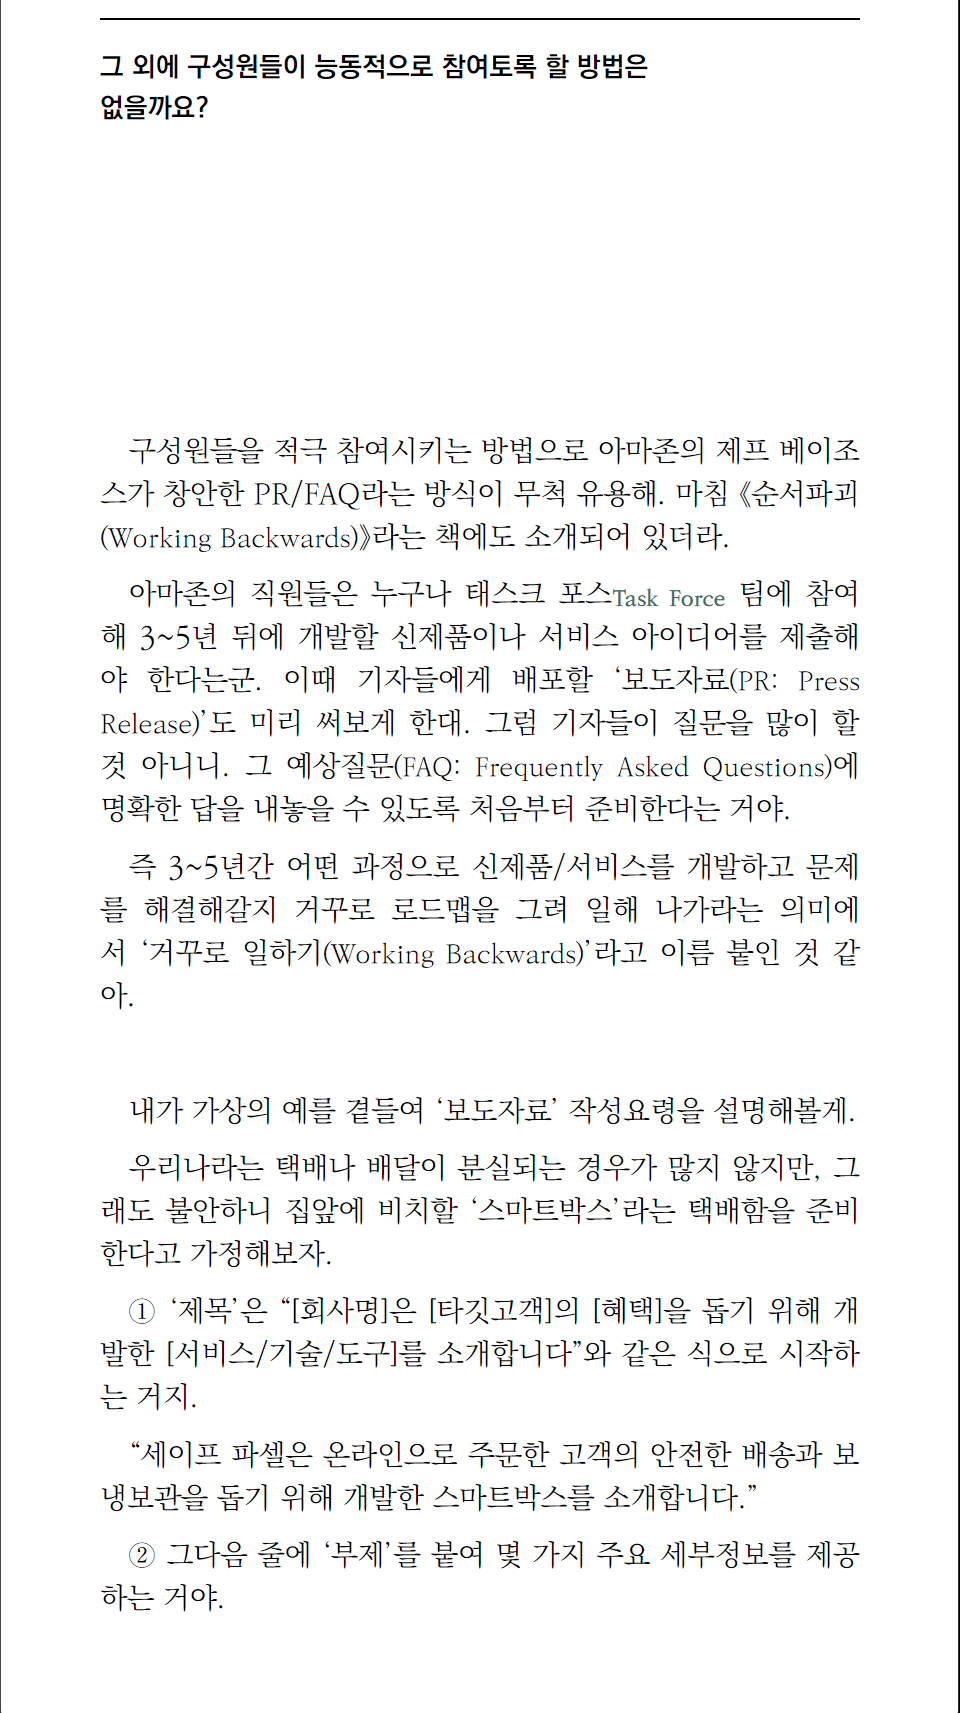 그 외에 구성원들이 능동적으로 참여토록 할 방법은
없을까요?
구성원들을 적극 참여시키는 방법으로 아마존의 제프 베이조
스가 창안한 PR/FAQ라는 방식이 무척 유용해. 마침 《순서파괴
(Working Backwards)》라는 책에도 소개되어 있더라.
아마존의 직원들은 누구나 태스크 포스Task Force 팀에 참여
해 3~5년 뒤에 개발할 신제품이나 서비스 아이디어를 제출해
야 한다는군. 이때 기자들에게 배포할 ‘보도자료(PR: Press
Release)’도 미리 써보게 한대. 그럼 기자들이 질문을 많이 할
것 아니니. 그 예상질문(FAQ: Frequently Asked Questions)에
명확한 답을 내놓을 수 있도록 처음부터 준비한다는 거야.
즉 3~5년간 어떤 과정으로 신제품/서비스를 개발하고 문제
를 해결해갈지 거꾸로 로드맵을 그려 일해 나가라는 의미에
서 ‘거꾸로 일하기(Working Backwards)’라고 이름 붙인 것 같
아.
내가 가상의 예를 곁들여 ‘보도자료’ 작성요령을 설명해볼게.
우리나라는 택배나 배달이 분실되는 경우가 많지 않지만, 그
래도 불안하니 집앞에 비치할 ‘스마트박스’라는 택배함을 준비
한다고 가정해보자.
① ‘제목’은 “[회사명]은 [타깃고객]의 [혜택]을 돕기 위해 개
발한 [서비스/기술/도구]를 소개합니다”와 같은 식으로 시작하
는 거지.
“세이프 파셀은 온라인으로 주문한 고객의 안전한 배송과 보
냉보관을 돕기 위해 개발한 스마트박스를 소개합니다.”
② 그다음 줄에 ‘부제’를 붙여 몇 가지 주요 세부정보를 제공
하는 거야.